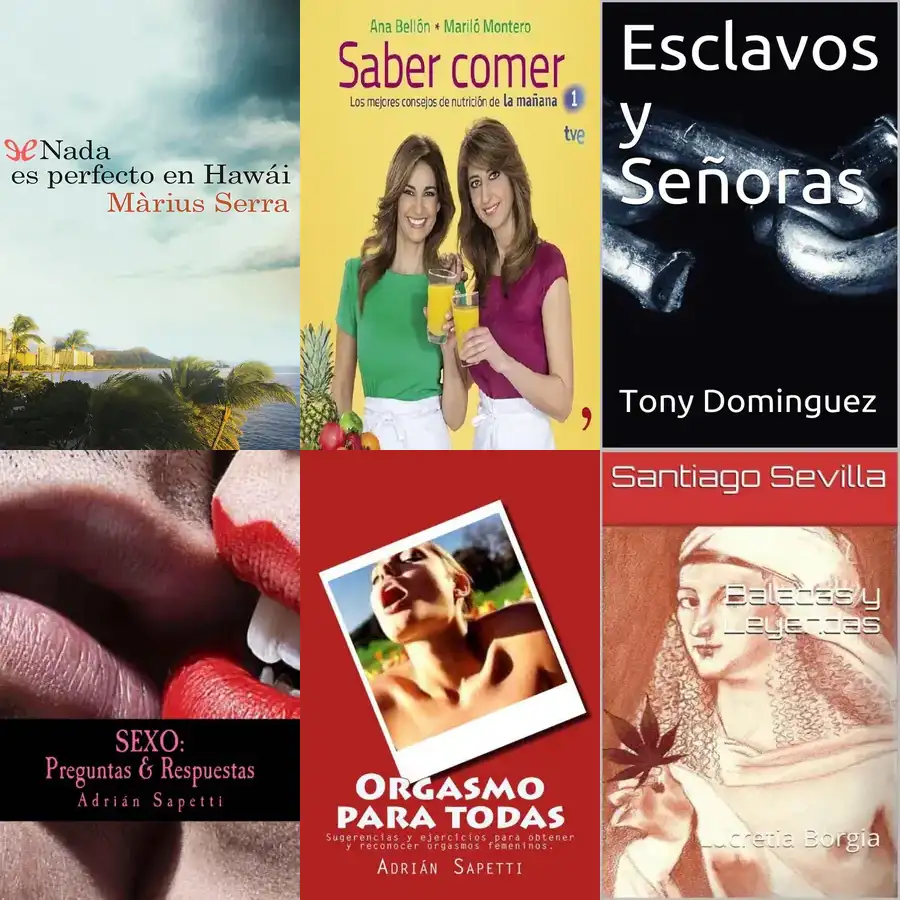 Nada
es perfecto en Hawái
Màrius Serra
Ana Bellón * Mariló Montero
Saber comer
Los mejores consejos de nutrición de la mañana 1
tve
Esclavos
y
Señoras
Tony Dominguez
SEXO:
Preguntas & Respuestas
Adrián Sapetti
ORGASMO
PARA TODAS
Sugerencias y ejercicios para obtener
y reconocer orgasmos femeninos.
ADRIÁN SAPETTI
Santiago Sevilla
Baladas y
Leyendas
Lucretia Borgia